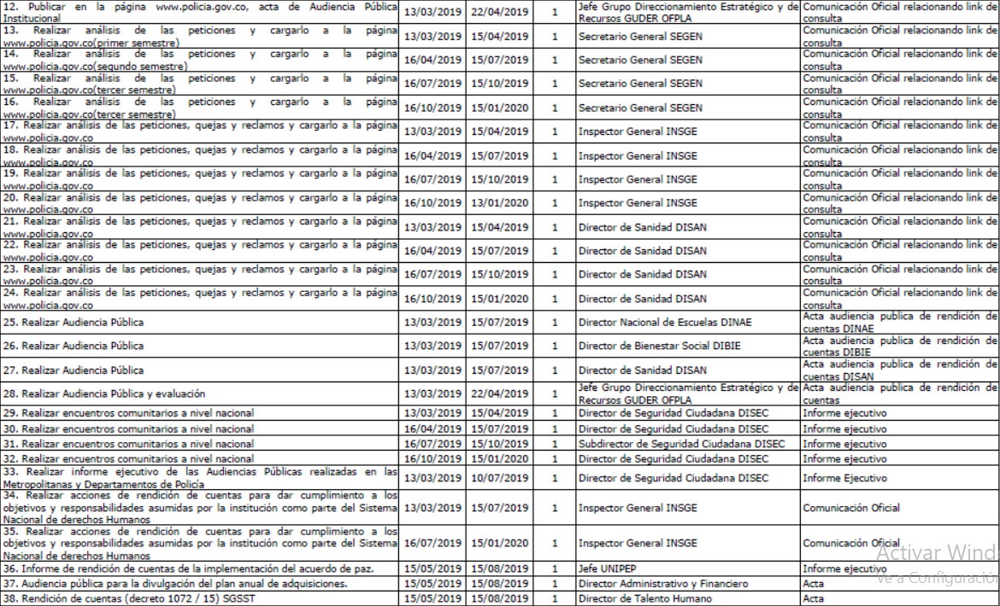 12. Publicar en la página www.policia.gov.co, acta de Audiencia Pública
Institucional
13/03/2019 22/04/2019 1
Jefe Grupo Direccionamiento Estratégico y de
Recursos GUDER OFPLA
Comunicación Oficial relacionando link de
consulta
13. Realizar análisis de las peticiones y cargarlo a la página
www.policia.gov.co(primer semestre)
13/03/2019 15/04/2019 1 Secretario General SEGEN
Comunicación Oficial relacionando link de
consulta
14. Realizar análisis de las peticiones y cargarlo a la página
www.policia.gov.co(segundo semestre)
16/04/2019 15/07/2019 1 Secretario General SEGEN
Comunicación Oficial relacionando link de
consulta
15. Realizar análisis de las peticiones y cargarlo a la página
www.policia.gov.co(tercer semestre)
16/07/2019 15/10/2019 1 Secretario General SEGEN
Comunicación Oficial relacionando link de
consulta
16. Realizar análisis de las peticiones y cargarlo a la página
www.policia.gov.co(tercer semestre)
16/10/2019 15/01/2020 1 Secretario General SEGEN
Comunicación Oficial relacionando link de
consulta
17. Realizar análisis de las peticiones, quejas y reclamos y cargarlo a la página
www.policia.gov.co
13/03/2019 15/04/2019 1 Inspector General INSGE
Comunicación Oficial relacionando link de
consulta
18. Realizar análisis de las peticiones, quejas y reclamos y cargarlo a la página
www.policia.gov.co
16/04/2019 15/07/2019 1 Inspector General INSGE
Comunicación Oficial relacionando link de
consulta
19. Realizar análisis de las peticiones, quejas y reclamos y cargarlo a la página
www.policia.gov.co
16/07/2019 15/10/2019 1 Inspector General INSGE
Comunicación Oficial relacionando link de
consulta
20. Realizar análisis de las peticiones, quejas y reclamos y cargarlo a la página
www.policia.gov.co
16/10/2019 13/01/2020 1 Inspector General INSGE
Comunicación Oficial relacionando link de
consulta
21. Realizar análisis de las peticiones, quejas y reclamos y cargarlo a la página
www.policia.gov.co
13/03/2019 15/04/2019 1 Director de Sanidad DISAN
Comunicación Oficial relacionando link de
consulta
22. Realizar análisis de las peticiones, quejas y reclamos y cargarlo a la página
www.policia.gov.co
16/04/2019 15/07/2019 1 Director de Sanidad DISAN
Comunicación Oficial relacionando link de
consulta
23. Realizar análisis de las peticiones, quejas y reclamos y cargarlo a la página
www.policia.gov.co
16/07/2019 15/10/2019 1 Director de Sanidad DISAN
Comunicación Oficial relacionando link de
consulta
24. Realizar análisis de las peticiones, quejas y reclamos y cargarlo a la página
www.policia.gov.co
16/10/2019 15/01/2020 1 Director de Sanidad DISAN
Comunicación Oficial relacionando link de
consulta
25. Realizar Audiencia Pública 13/03/2019 15/07/2019 1 Director Nacional de Escuelas DINAE
Acta audiencia publica de rendición de
cuentas DINAE
26. Realizar Audiencia Pública 13/03/2019 15/07/2019 1 Director de Bienestar Social DIBIE
Acta audiencia publica de rendición de
cuentas DIBIE
27. Realizar Audiencia Pública 13/03/2019 15/07/2019 1 Director de Sanidad DISAN
Acta audiencia publica de rendición de
cuentas DISAN
28. Realizar Audiencia Pública y evaluación 13/03/2019 22/04/2019 1
Jefe Grupo Direccionamiento Estratégico y de
Recursos GUDER OFPLA
Acta audiencia publica de rendición de
cuentas
29. Realizar encuentros comunitarios a nivel nacional 13/03/2019 15/04/2019 1 Director de Seguridad Ciudadana DISEC Informe ejecutivo
30. Realizar encuentros comunitarios a nivel nacional 16/04/2019 15/07/2019 1 Director de Seguridad Ciudadana DISEC Informe ejecutivo
31. Realizar encuentros comunitarios a nivel nacional 16/07/2019 15/10/2019 1 Subdirector de Seguridad Ciudadana DISEC Informe ejecutivo
32. Realizar encuentros comunitarios a nivel nacional 16/10/2019 15/01/2020 1 Director de Seguridad Ciudadana DISEC Informe ejecutivo
33. Realizar informe ejecutivo de las Audiencias Públicas realizadas en las
Metropolitanas y Departamentos de Policía
13/03/2019 10/07/2019 1 Director de Seguridad Ciudadana DISEC Informe Ejecutivo
34. Realizar acciones de rendición de cuentas para dar cumplimiento a los
objetivos y responsabilidades asumidas por la institución como parte del Sistema
Nacional de derechos Humanos
13/03/2019 15/07/2019 1 Inspector General INSGE Comunicación Oficial
35. Realizar acciones de rendición de cuentas para dar cumplimiento a los
objetivos y responsabilidades asumidas por la institución como parte del Sistema
Nacional de derechos Humanos
16/07/2019 15/01/2020 1 Inspector General INSGE Comunicación Oficial
36. Informe de rendición de cuentas de la implementación del acuerdo de paz. 15/05/2019 15/08/2019 1 Jefe UNIPEP Informe ejecutivo
37. Audiencia pública para la divulgación del plan anual de adquisiciones. 15/05/2019 15/08/2019 1 Director Administrativo y Financiero Acta
38. Rendición de cuentas (decreto 1072 / 15) SGSST 15/05/2019 15/08/2019 1 Director de Talento Humano Acta
Activar Wind
Ve a Configuración